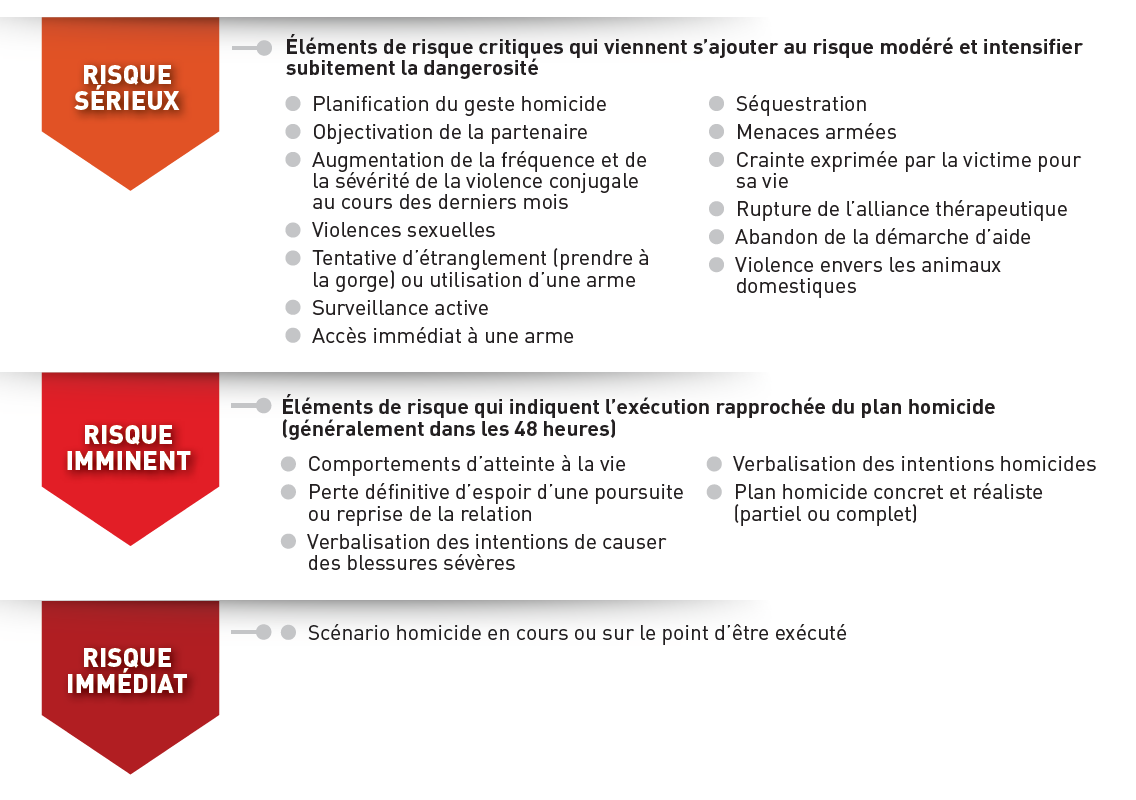 RISQUE
SÉRIEUX
Éléments de risque critiques qui viennent s’ajouter au risque modéré et intensifier
subitement la dangerosité
Planification du geste homicide
Objectivation de la partenaire
Augmentation de la fréquence et de
la sévérité de la violence conjugale
au cours des derniers mois
Violences sexuelles
Tentative d’étranglement (prendre à
la gorge) ou utilisation d’une arme
Surveillance active
Accès immédiat à une arme
Séquestration
Menaces armées
Crainte exprimée par la victime pour
sa vie
Rupture de l’alliance thérapeutique
Abandon de la démarche d’aide
Violence envers les animaux
domestiques
RISQUE
IMMINENT
Éléments de risque qui indiquent l’exécution rapprochée du plan homicide
(généralement dans les 48 heures)
Comportements d’atteinte à la vie
Perte définitive d’espoir d’une poursuite
ou reprise de la relation
Verbalisation des intentions de causer
des blessures sévères
Verbalisation des intentions homicides
Plan homicide concret et réaliste
(partiel ou complet)
RISQUE
IMMÉDIAT
Scénario homicide en cours ou sur le point d’être exécuté